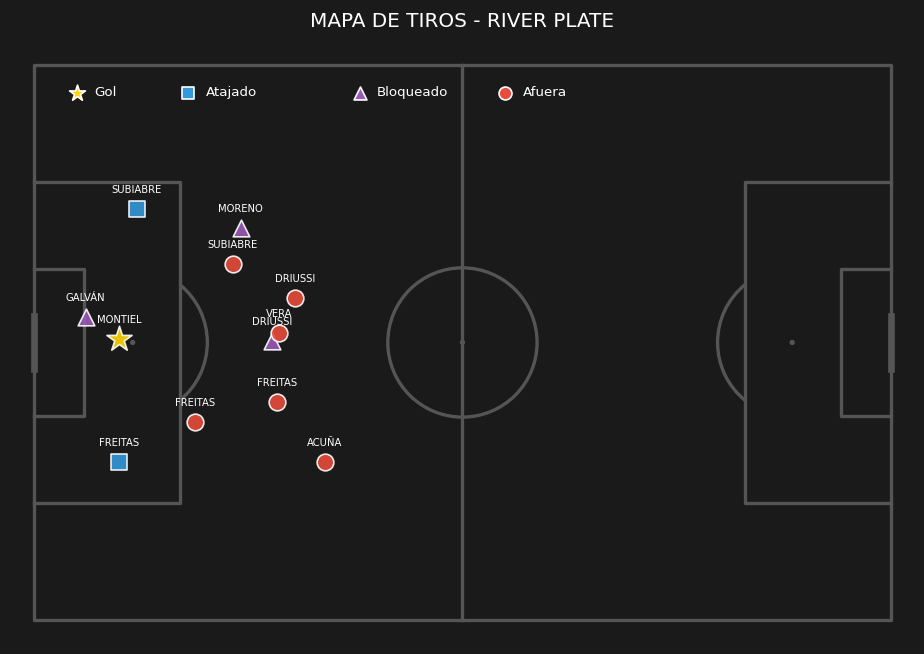 MAPA DE TIROS - RIVER PLATE
Gol
Atajado
Bloqueado
Afuera
SUBIABRE
MORENO
SUBIABRE
DRIUSSI
GALVÁN
VERA
MONTIEL
DRIUSSI
FREITAS
FREITAS
FREITAS
ACUÑA